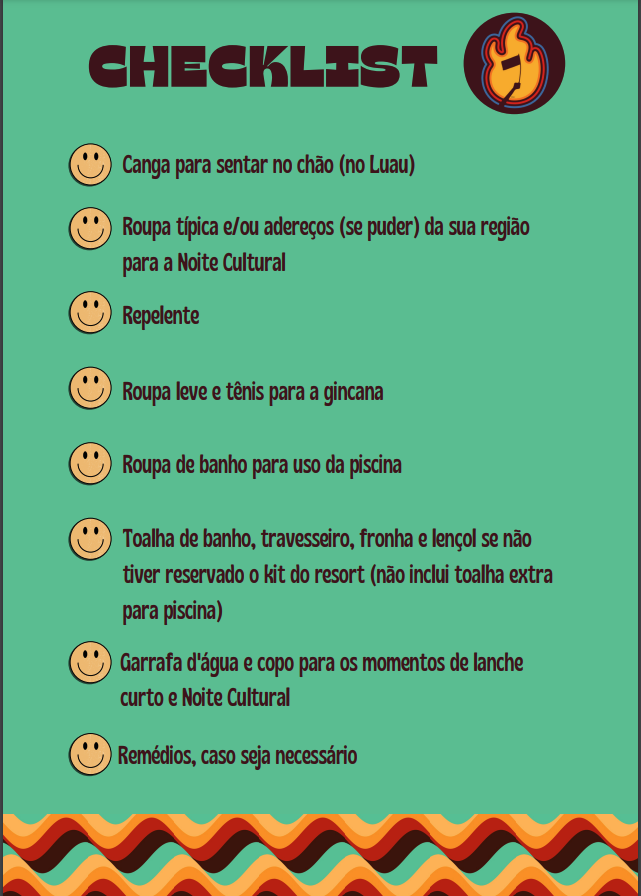 CHECKLIST
Canga para sentar no chão (no Luau)
Roupa típica e/ou adereços (se puder) da sua região
para a Noite Cultural
Repelente
Roupa leve e tênis para a gincana
Roupa de banho para uso da piscina
Toalha de banho, travesseiro, fronha e lençol se não
tiver reservado o kit do resort (não inclui toalha extra
para piscina)
Garrafa d'água e copo para os momentos de lanche
curto e Noite Cultural
Remédios, caso seja necessário